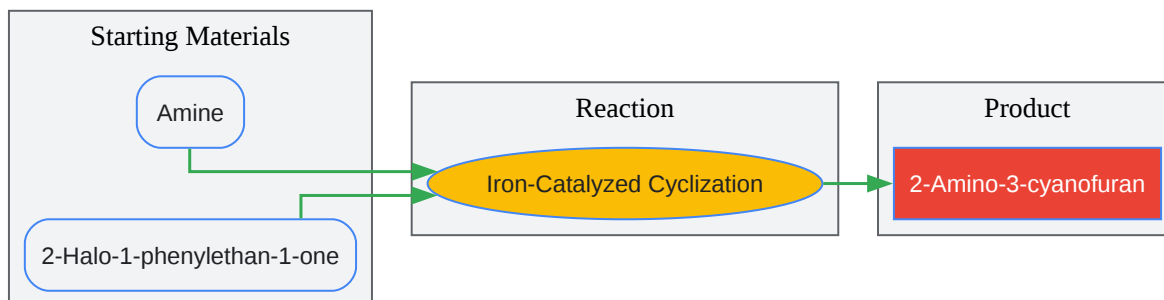 Starting Materials
Amine
2-Halo-1-phenylethan-1-one
Reaction
Iron-Catalyzed Cyclization
Product
2-Amino-3-cyanofuran